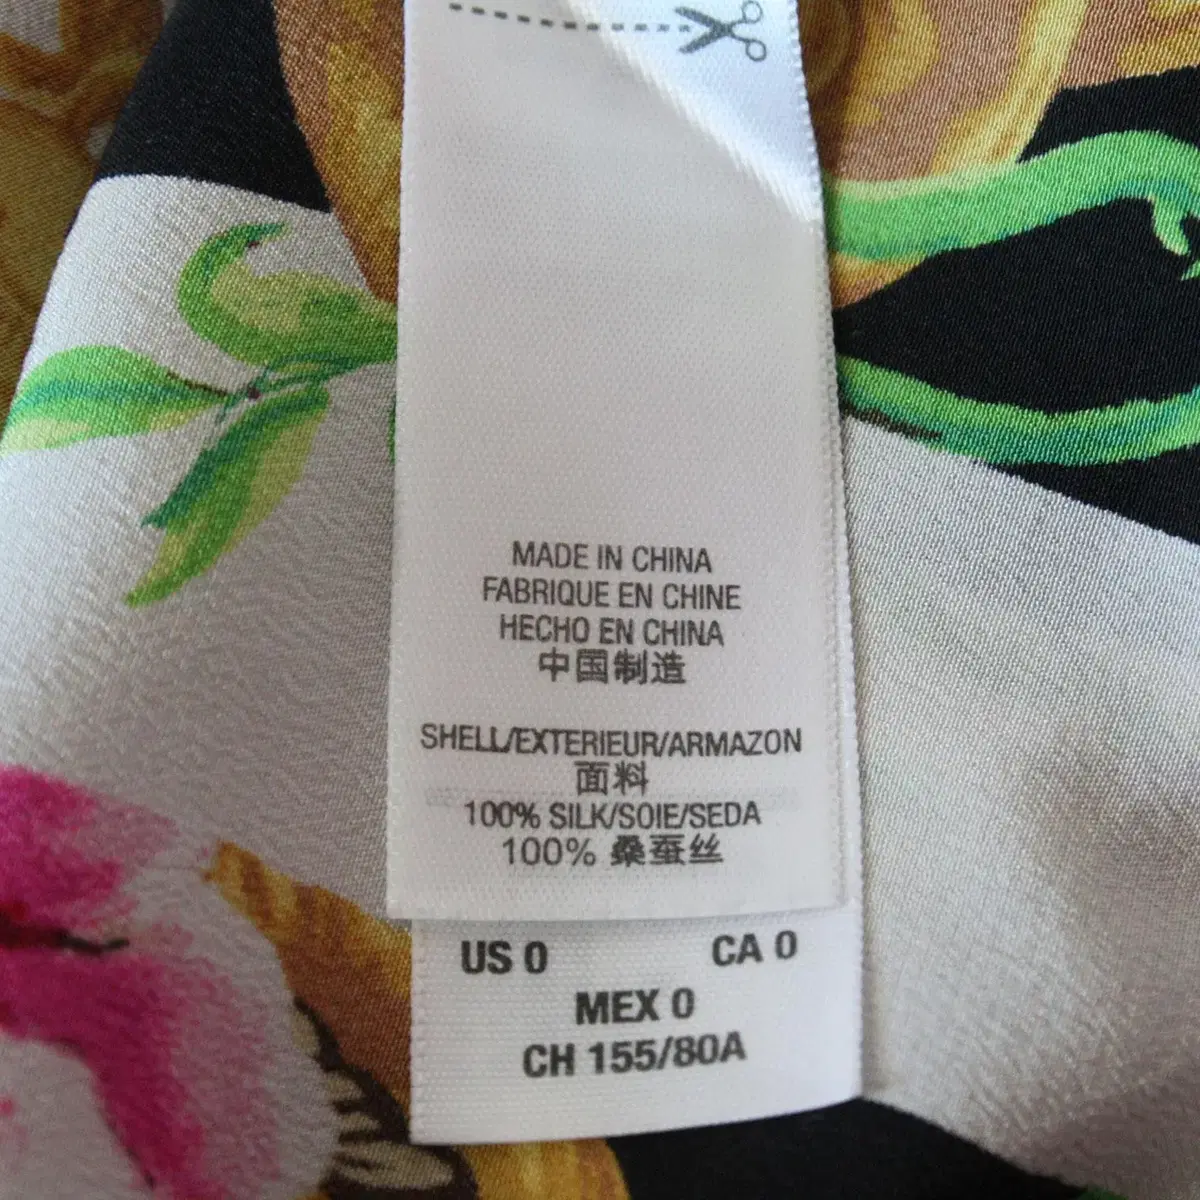 MADE IN CHINA
FABRIQUE EN CHINE
HECHO EN CHINA
中国制造
SHELL/EXTERIEUR/ARMAZON
面料
100% SILK/SOIE/SEDA
100% 桑蚕丝
US 0 CA 0
MEX 0
CH 155/80A